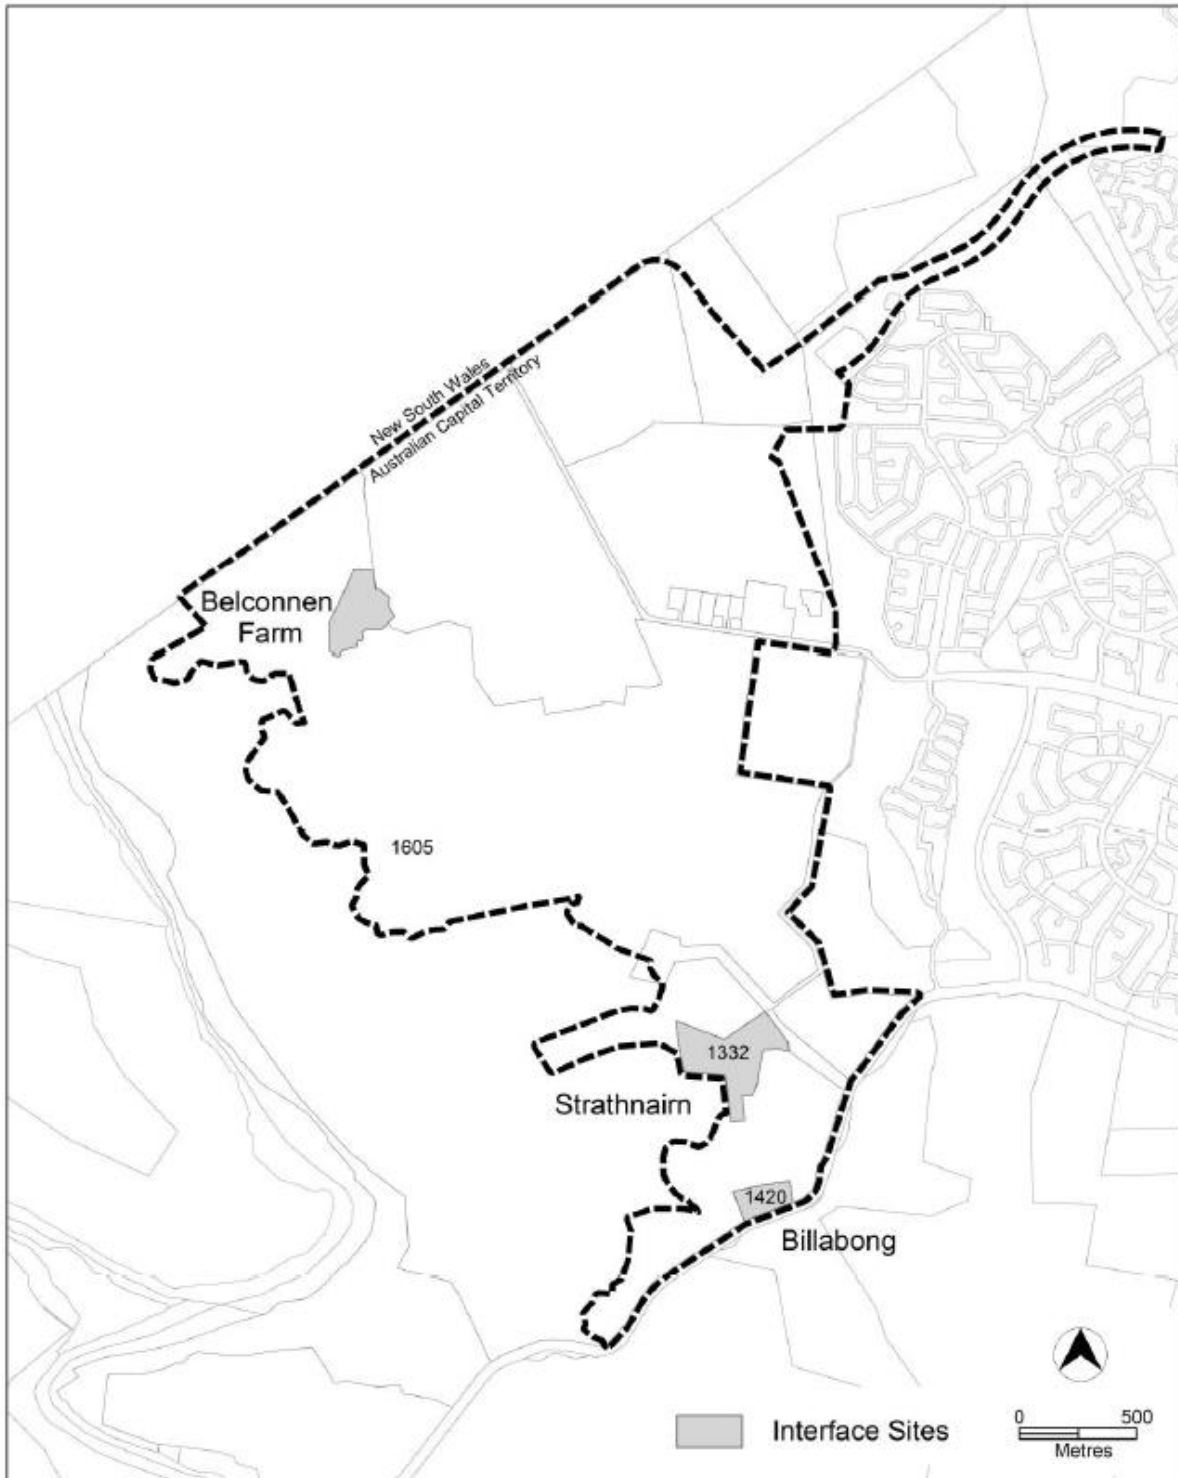 New South Wales
Australian Capital Territory
Belconnen
Farm
1605
1332
Strathnairn
1420
Billabong
Interface Sites
0 500
Metres